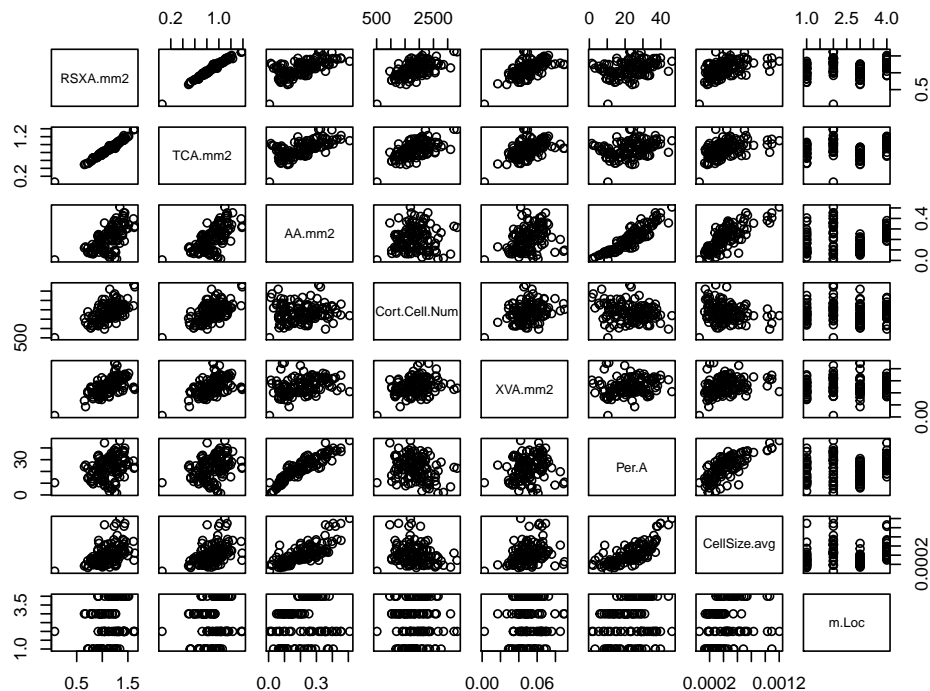 0.2 1.0 500 2500 0 20 40 1.0 2.5 4.0
RSXA.mm2 0.5
0.2 1.2 TCA.mm2
AA.mm2 0.0 0.4
500 Cort.Cell.Num
XVA.mm2 0.00
0 30 Per.A
CellSize.avg 0.0002
1.0 3.5 m.Loc
0.5 1.5 0.0 0.3 0.00 0.06 0.0002 0.0012